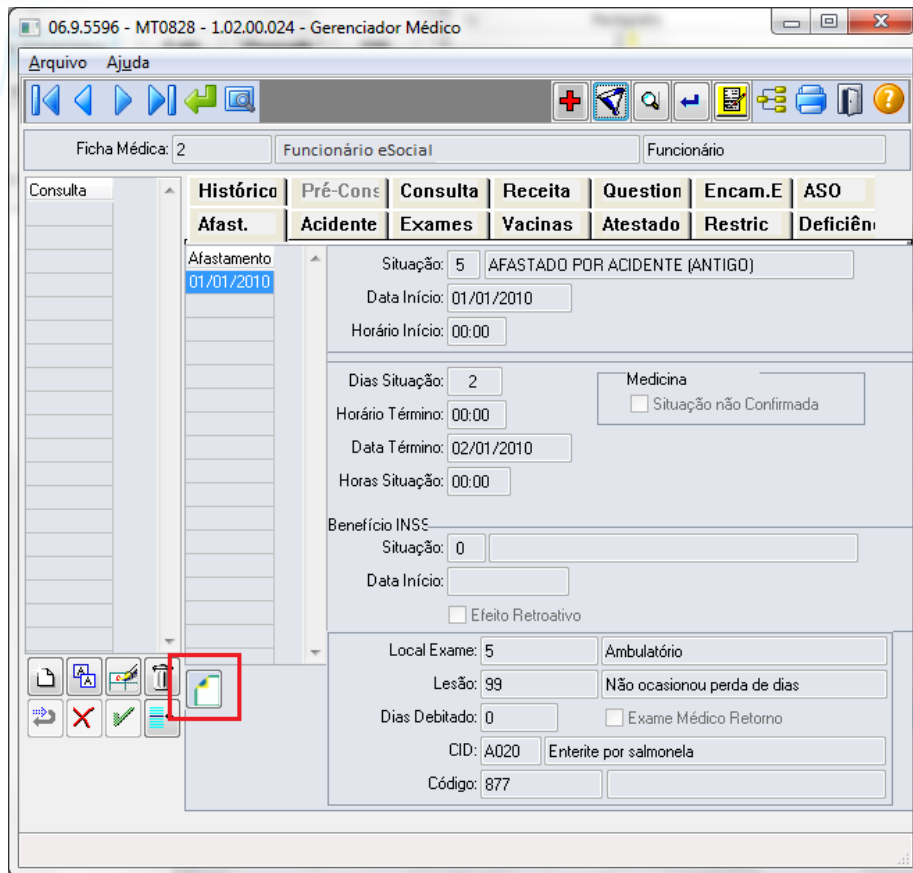 06.9.5596 - MT0828 - 1.02.00.024 - Gerenciador Médico
Arquivo Ajuda
Ficha Médica: 2 Funcionário eSocial Funcionário
Consulta
Histórico Pré-Cons Consulta Receita Question Encam.E ASO
Afast. Acidente Exames Vacinas Atestado Restric Deficiên
Afastamento
01/01/2010
Situação: 5 AFASTADO POR ACIDENTE (ANTIGO)
Data Início: 01/01/2010
Horário Início: 00:00
Dias Situação: 2
Medicina
Situação não Confirmada
Horário Término: 00:00
Data Término: 02/01/2010
Horas Situação: 00:00
Benefício INSS
Situação: 0
Data Início:
Efeito Retroativo
Local Exame: 5 Ambulatório
Lesão: 99 Não ocasionou perda de dias
Dias Debitado: 0 Exame Médico Retorno
CID: A020 Enterite por salmonela
Código: 877